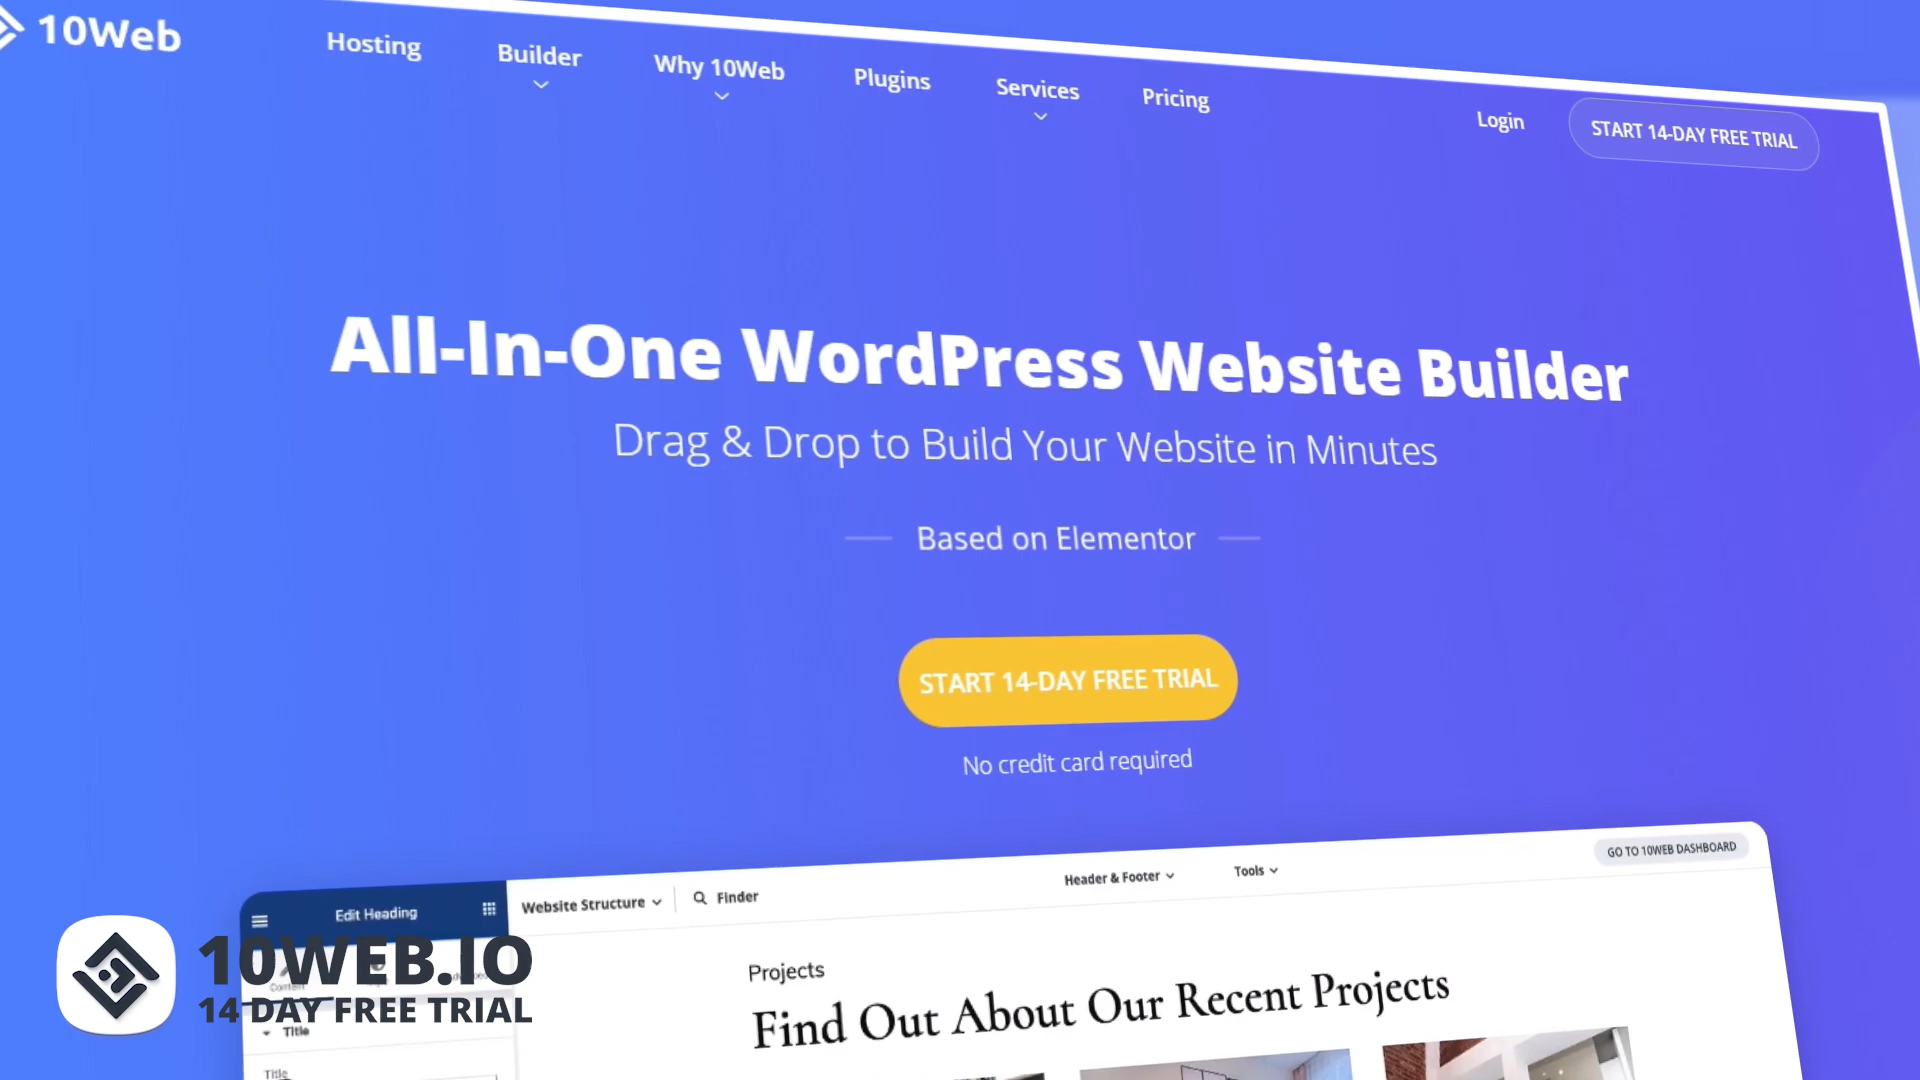 10Web
Hosting
Builder
Why 10Web
Plugins
Services
Pricing
Login
START 14-DAY FREE TRIAL
All-In-One WordPress Website Builder
Drag & Drop to Build Your Website in Minutes
Based on Elementor
START 14-DAY FREE TRIAL
No credit card required
Edit Heading
Website Structure
Finder
Header & Footer
Tools
GO TO 10WEB DASHBOARD
Projects
Find Out About Our Recent Projects
10WEB.IO
14 DAY FREE TRIAL
Content
Title
Title